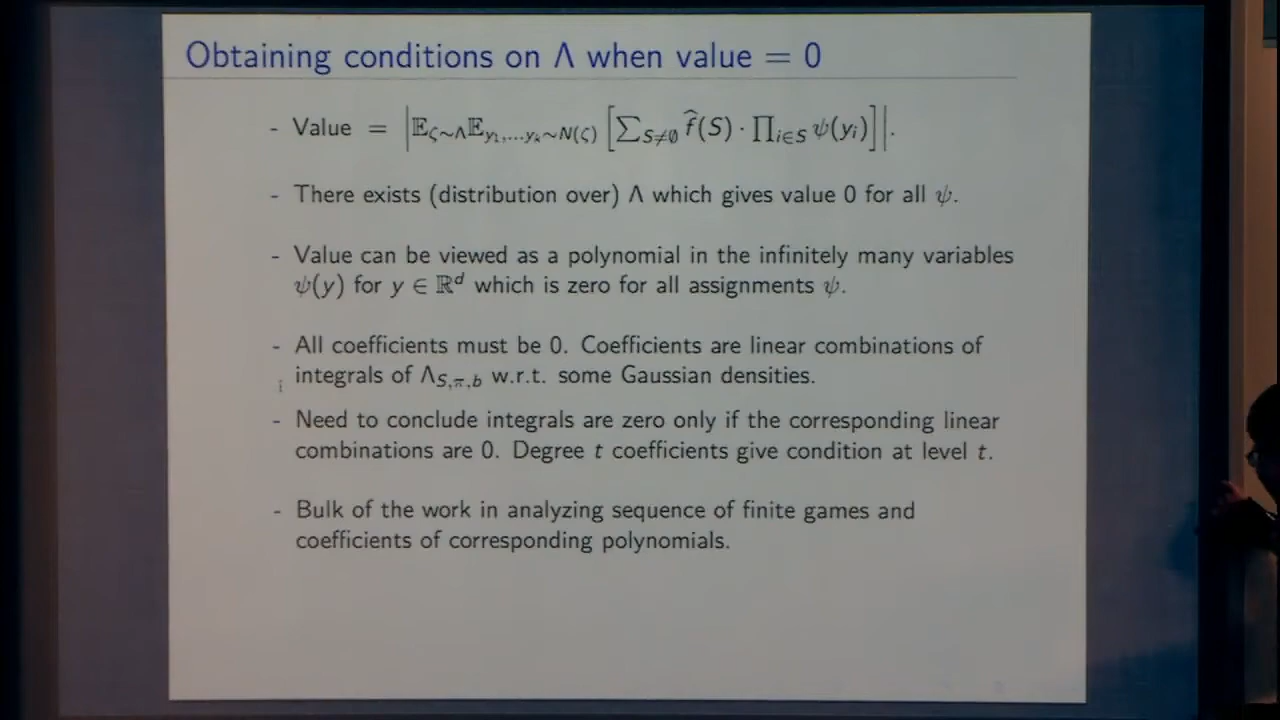 Obtaining conditions on Λ when value = 0
- Value = |𝔼_{ζ∼Λ}𝔼_{y₁,…y_k∼N(ζ)} [∑_{S≠∅} f̂(S) · ∏_{i∈S} ψ(y_i)]|.
- There exists (distribution over) Λ which gives value 0 for all ψ.
- Value can be viewed as a polynomial in the infinitely many variables
ψ(y) for y ∈ ℝ^d which is zero for all assignments ψ.
- All coefficients must be 0. Coefficients are linear combinations of
integrals of Λ_{S,π,b} w.r.t. some Gaussian densities.
- Need to conclude integrals are zero only if the corresponding linear
combinations are 0. Degree t coefficients give condition at level t.
- Bulk of the work in analyzing sequence of finite games and
coefficients of corresponding polynomials.